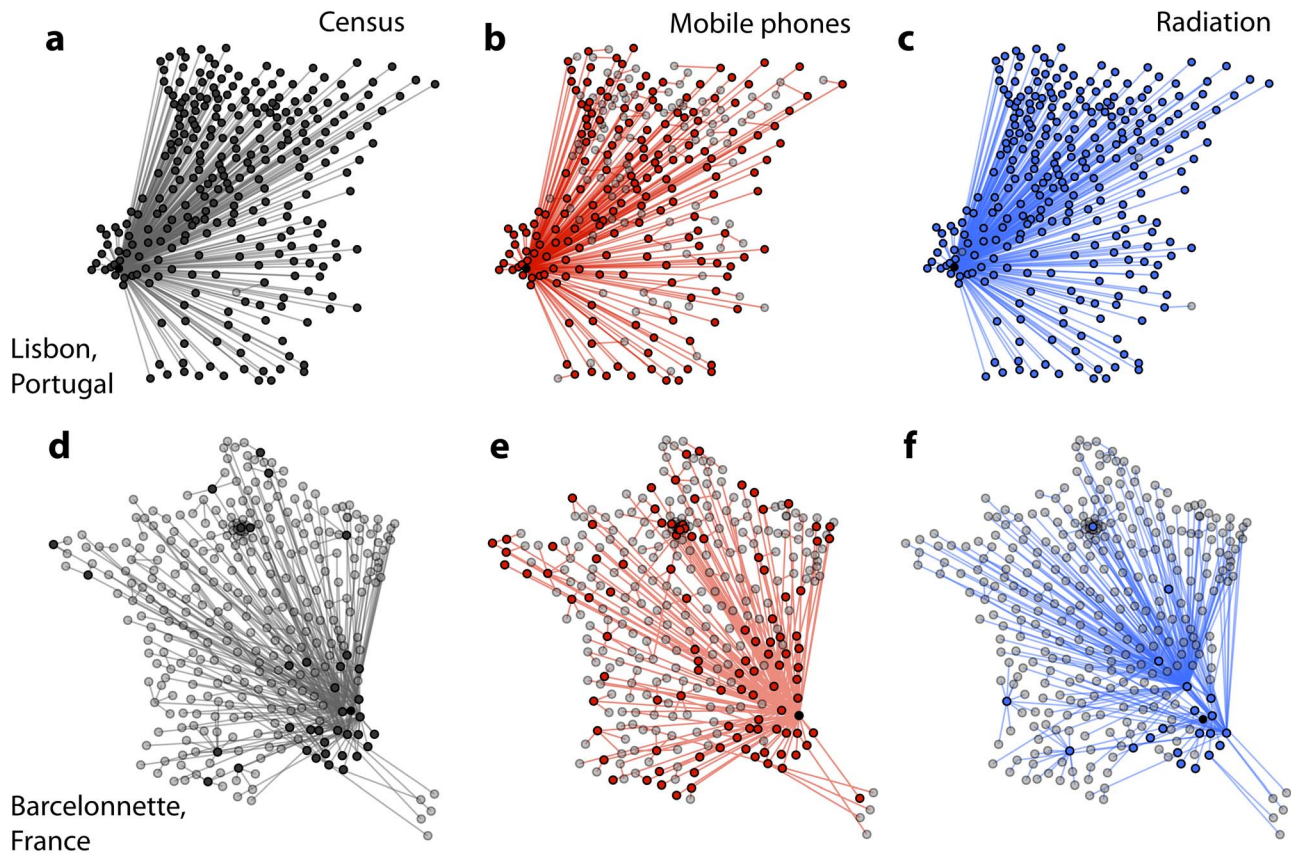 a Census
b Mobile phones
c Radiation
Lisbon,
Portugal
d
e
f
Barcelonnette,
France